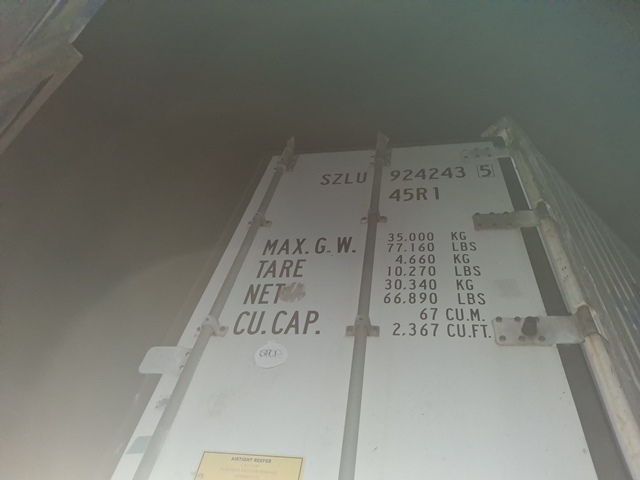 SZLU 924243 5
45R1
MAX. G. W. 35.000 KG
77.160 LBS
TARE 4.660 KG
10.270 LBS
NET 30.340 KG
66.890 LBS
CU. CAP. 67 CU.M.
2.367 CU.FT.